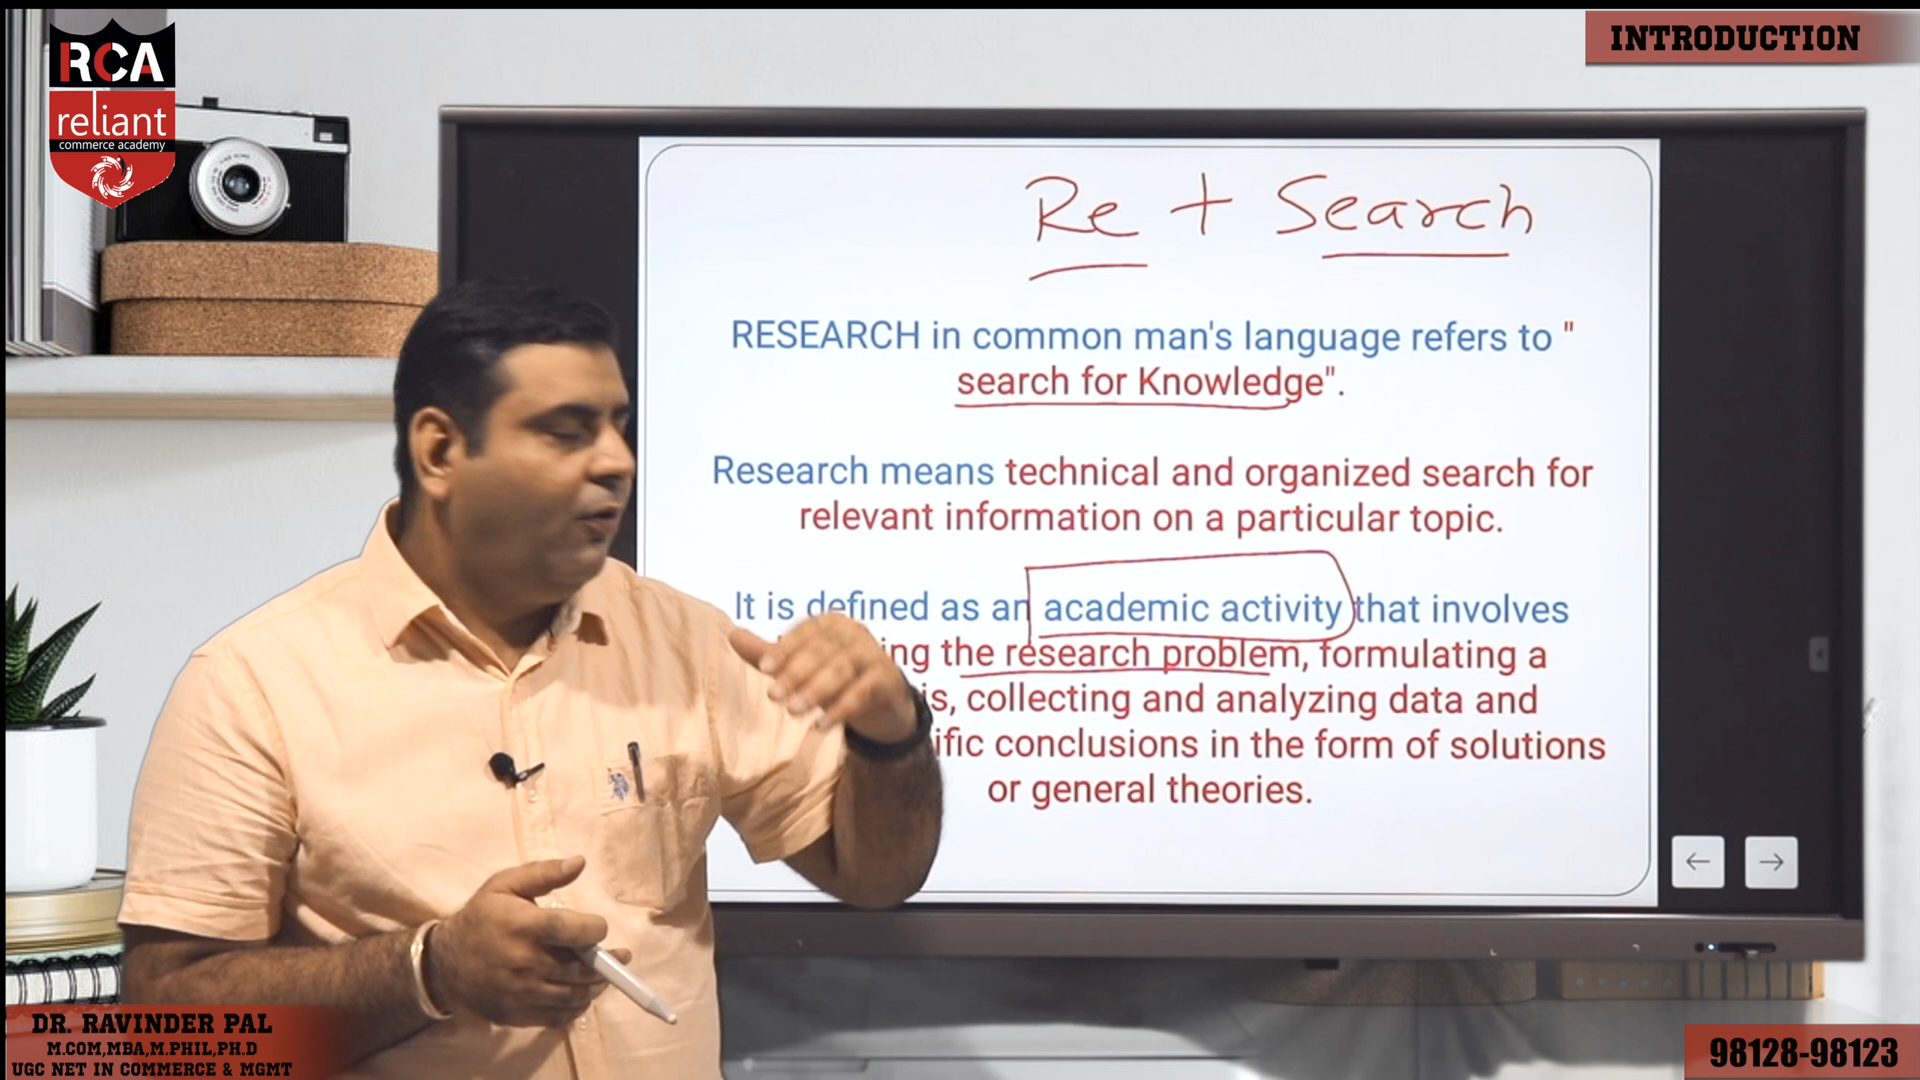 RCA
reliant
commerce academy
INTRODUCTION
Re + Search
RESEARCH in common man's language refers to "
search for Knowledge".
Research means technical and organized search for
relevant information on a particular topic.
It is defined as an academic activity that involves
the research problem, formulating a
collecting and analyzing data and
conclusions in the form of solutions
or general theories.
DR. RAVINDER PAL
M.COM,MBA,M.PHIL,PH.D
UGC NET IN COMMERCE & MGMT
98128-98123